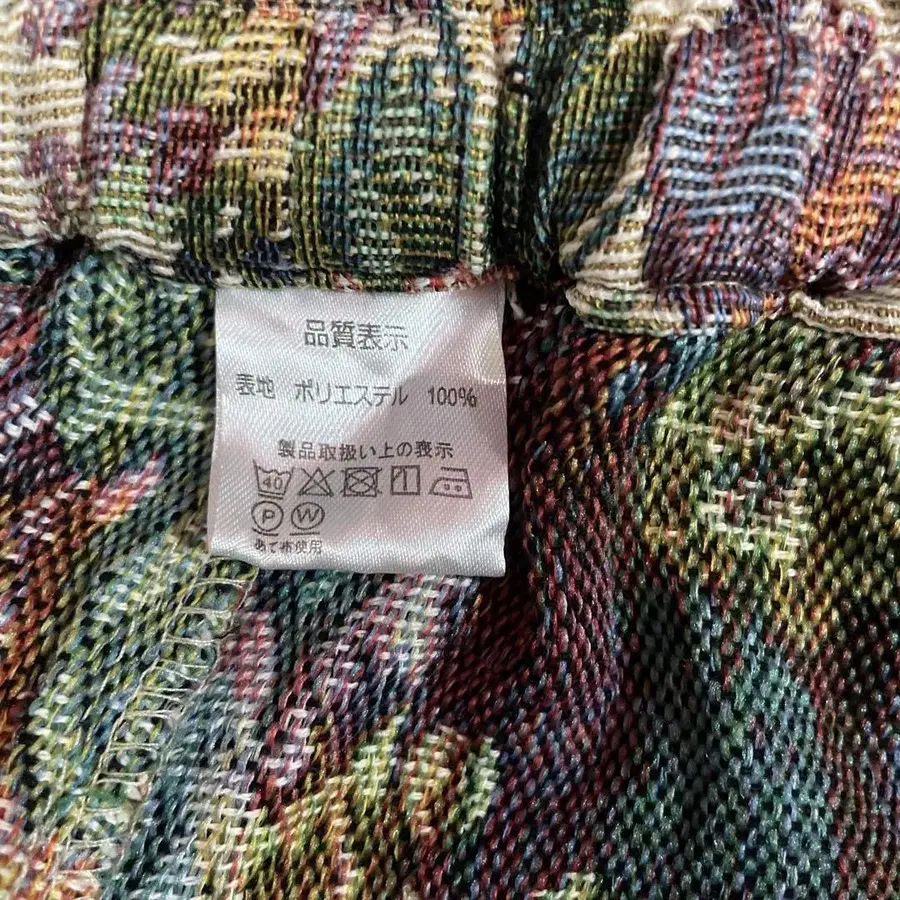 品質表示
表地 ポリエステル 100%
製品取扱い上の表示
40
P W
あて布使用